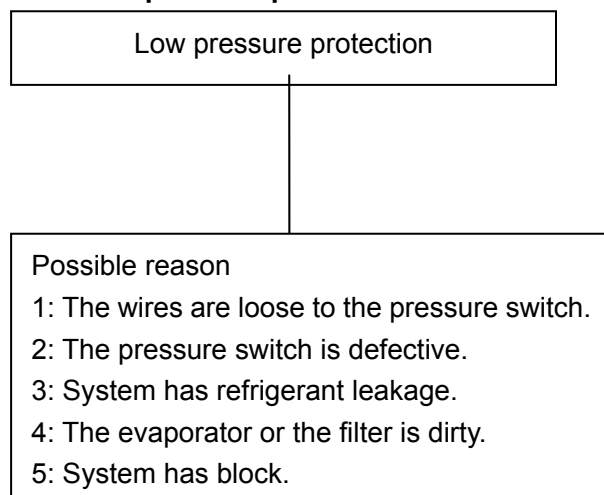 Low pressure protection
Possible reason
1: The wires are loose to the pressure switch.
2: The pressure switch is defective.
3: System has refrigerant leakage.
4: The evaporator or the filter is dirty.
5: System has block.